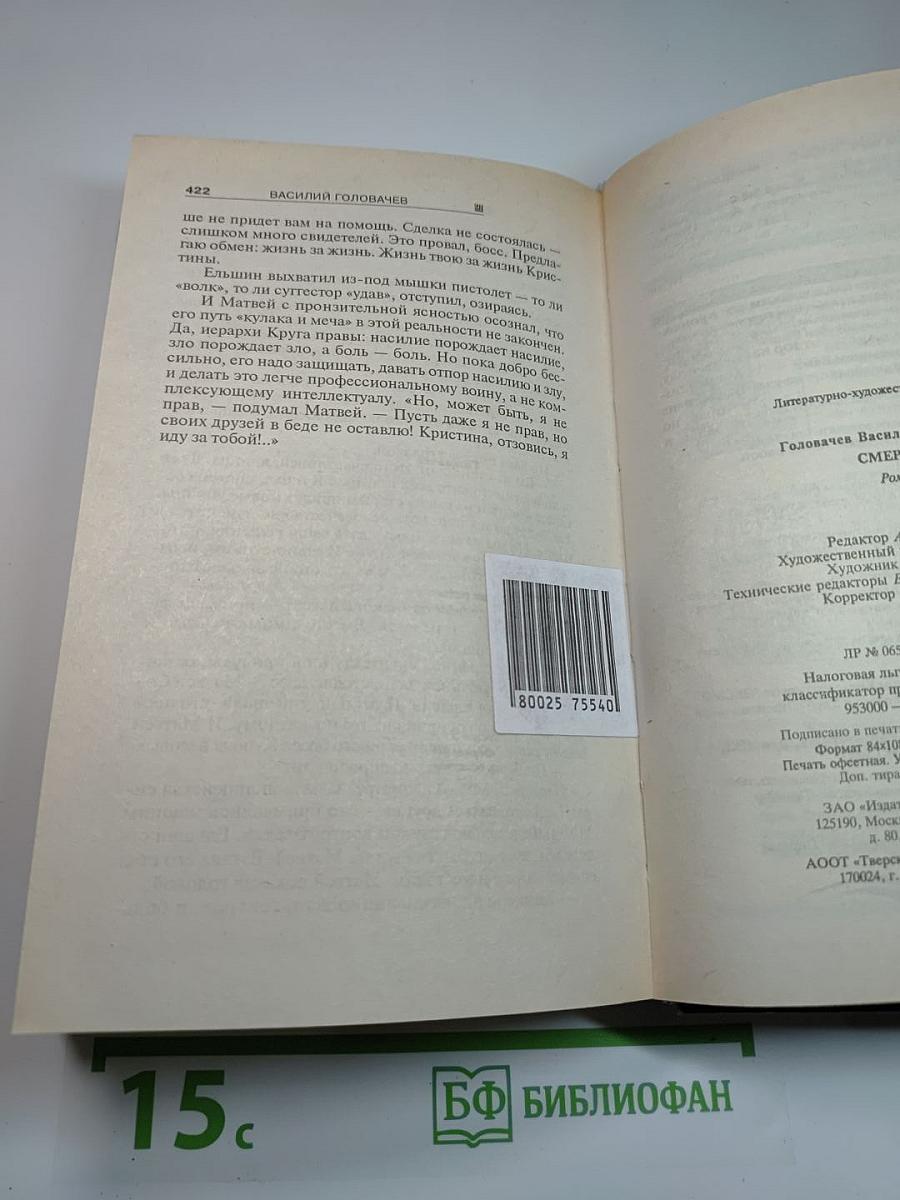 422
ВАСИЛИЙ ГОЛОВАЧЕВ
ше не придет вам на помощь. Сделка не состоялась —
слишком много свидетелей. Это провал, босс. Предла-
гаю обмен: жизнь за жизнь. Жизнь твою за жизнь Крис-
тины.
Ельшин выхватил из-под мышки пистолет — то ли
«волк», то ли суггестор «удав», отступил, озираясь.
И Матвей с пронзительной ясностью осознал, что
его путь «кулака и меча» в этой реальности не закончен.
Да, иерархи Круга правы: насилие порождает насилие,
зло порождает зло, а боль — боль. Но пока добро бес-
сильно, его надо защищать, давать отпор насилию и злу,
и делать это легче профессиональному воину, а не ком-
плексующему интеллектуалу. «Но, может быть, я не
прав, — подумал Матвей. — Пусть даже я не прав, но
своих друзей в беде не оставлю! Кристина, отзовись, я
иду за тобой!..»
80025 75540
Литературно-художест
Головачев Васил
СМЕР
Ром
Редактор
Художественный
Художник
Технические редакторы
Корректор
ЛР № 065
Налоговая льг
классификатор пр
953000 —
Подписано в печат
Формат 84×10
Печать офсетная. У
Доп. тира
ЗАО «Издат
125190, Моск
д. 80
АООТ «Тверск
170024, г.
15 с
БФ БИБЛИОФАН